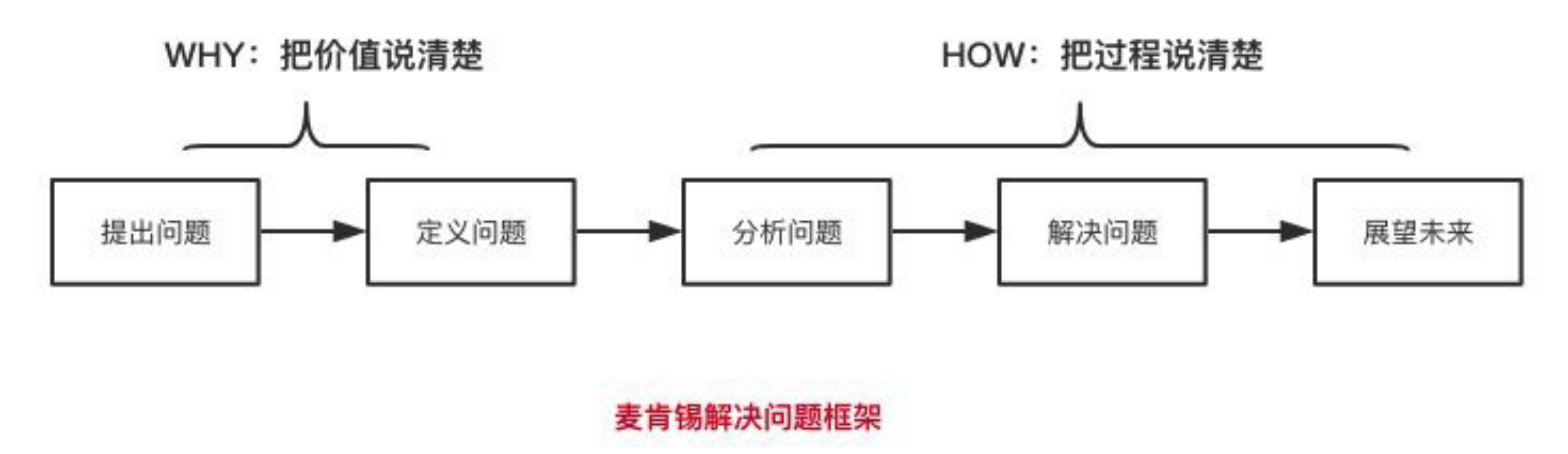 WHY：把价值说清楚
HOW：把过程说清楚
提出问题
定义问题
分析问题
解决问题
展望未来
麦肯锡解决问题框架